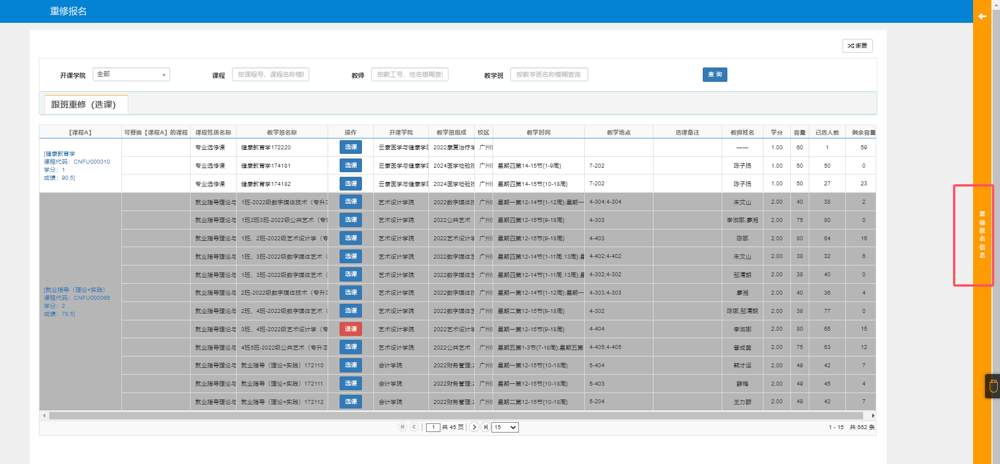 重修报名
缴费
开课学院 全部 课程 按课程号、课程名称模糊 教师 按教工号、姓名模糊查询 教学班 按教学班名称模糊查询 查 询
跟班重修（选课）
【课程A】 可替换【课程A】的课程 课程性质名称 教学班名称 操作 开课学院 教学班组成 校区 教学时间 教学地点 选课备注 教师姓名 学分 容量 已选人数 剩余容量
[健康教育学
课程代码：CNFU000010
学分：1
成绩：90.5]
专业选修课 健康教育学172220 选课 云康医学与健康学 2022康复治疗学 广州 —— 1.00 60 1 59
专业选修课 健康教育学174181 选课 云康医学与健康学 2024医学检验技 广州 星期四第14-15节{1-9周} 7-202 陈子扬 1.00 50 50 0
专业选修课 健康教育学174182 选课 云康医学与健康学 2024医学检验技 广州 星期四第14-15节{10-18周} 7-202 陈子扬 1.00 50 27 23
[就业指导（理论+实践）
课程代码：CNFU000066
学分：2
成绩：78.5]
就业指导理论与 1班-2022级数字媒体技术（专升本 选课 艺术设计学院 2022数字媒体技 广州 星期一第12-14节{1-12周};星期一 4-304;4-304 朱文山 2.00 40 38 2
就业指导理论与 1班2班3班-2022级公共艺术（专升 选课 艺术设计学院 2022公共艺术 广州 星期四第12-15节{9-18周} 4-303 李淑娜,廖湘 2.00 75 80 0
就业指导理论与 1班、2班-2022级艺术设计学（专 选课 艺术设计学院 2022艺术设计学 广州 星期四第12-15节{9-18周} 4-403 陈娜 2.00 80 64 16
就业指导理论与 1班、3班-2022级数字媒体艺术（ 选课 艺术设计学院 2022数字媒体艺 广州 星期四第12-14节{1-11周,13周};星 4-402;4-402 朱文山 2.00 38 32 6
就业指导理论与 1班、3班-2022级数字媒体艺术（ 选课 艺术设计学院 2022数字媒体艺 广州 星期四第12-14节{1-11周,13周};星 4-302;4-302 邹清朗 2.00 38 40 0
就业指导理论与 2班-2022级数字媒体技术（专升本 选课 艺术设计学院 2022数字媒体技 广州 星期一第12-14节{1-12周};星期一 4-303;4-303 廖湘 2.00 40 36 4
就业指导理论与 2班、4班-2022级数字媒体艺术（ 选课 艺术设计学院 2022数字媒体艺 广州 星期二第12-15节{9-18周} 4-302 陈娜,邹清朗 2.00 38 77 0
就业指导理论与 3班、4班-2022级艺术设计学（专 退课 艺术设计学院 2022艺术设计学 广州 星期一第12-15节{9-18周} 4-404 李淑娜 2.00 80 65 15
就业指导理论与 4班5班-2022级公共艺术（专升本 选课 艺术设计学院 2022公共艺术 广州 星期五第1-3节{7-18周};星期五第 4-405;4-405 曾成茵 2.00 75 63 12
就业指导理论与 就业指导（理论+实践）172110 选课 会计学院 2022财务管理;2 广州 星期一第12-15节{10-18周} 5-404 熊才运 2.00 49 42 7
就业指导理论与 就业指导（理论+实践）172111 选课 会计学院 2022财务管理;2 广州 星期一第12-15节{10-18周} 5-403 薛梅 2.00 49 45 4
就业指导理论与 就业指导（理论+实践）172112 选课 会计学院 2022财务管理;2 广州 星期二第12-15节{10-18周} 5-204 王力群 2.00 49 42 7
1 共 45 页 15 1 - 15 共 662 条
重修报名信息